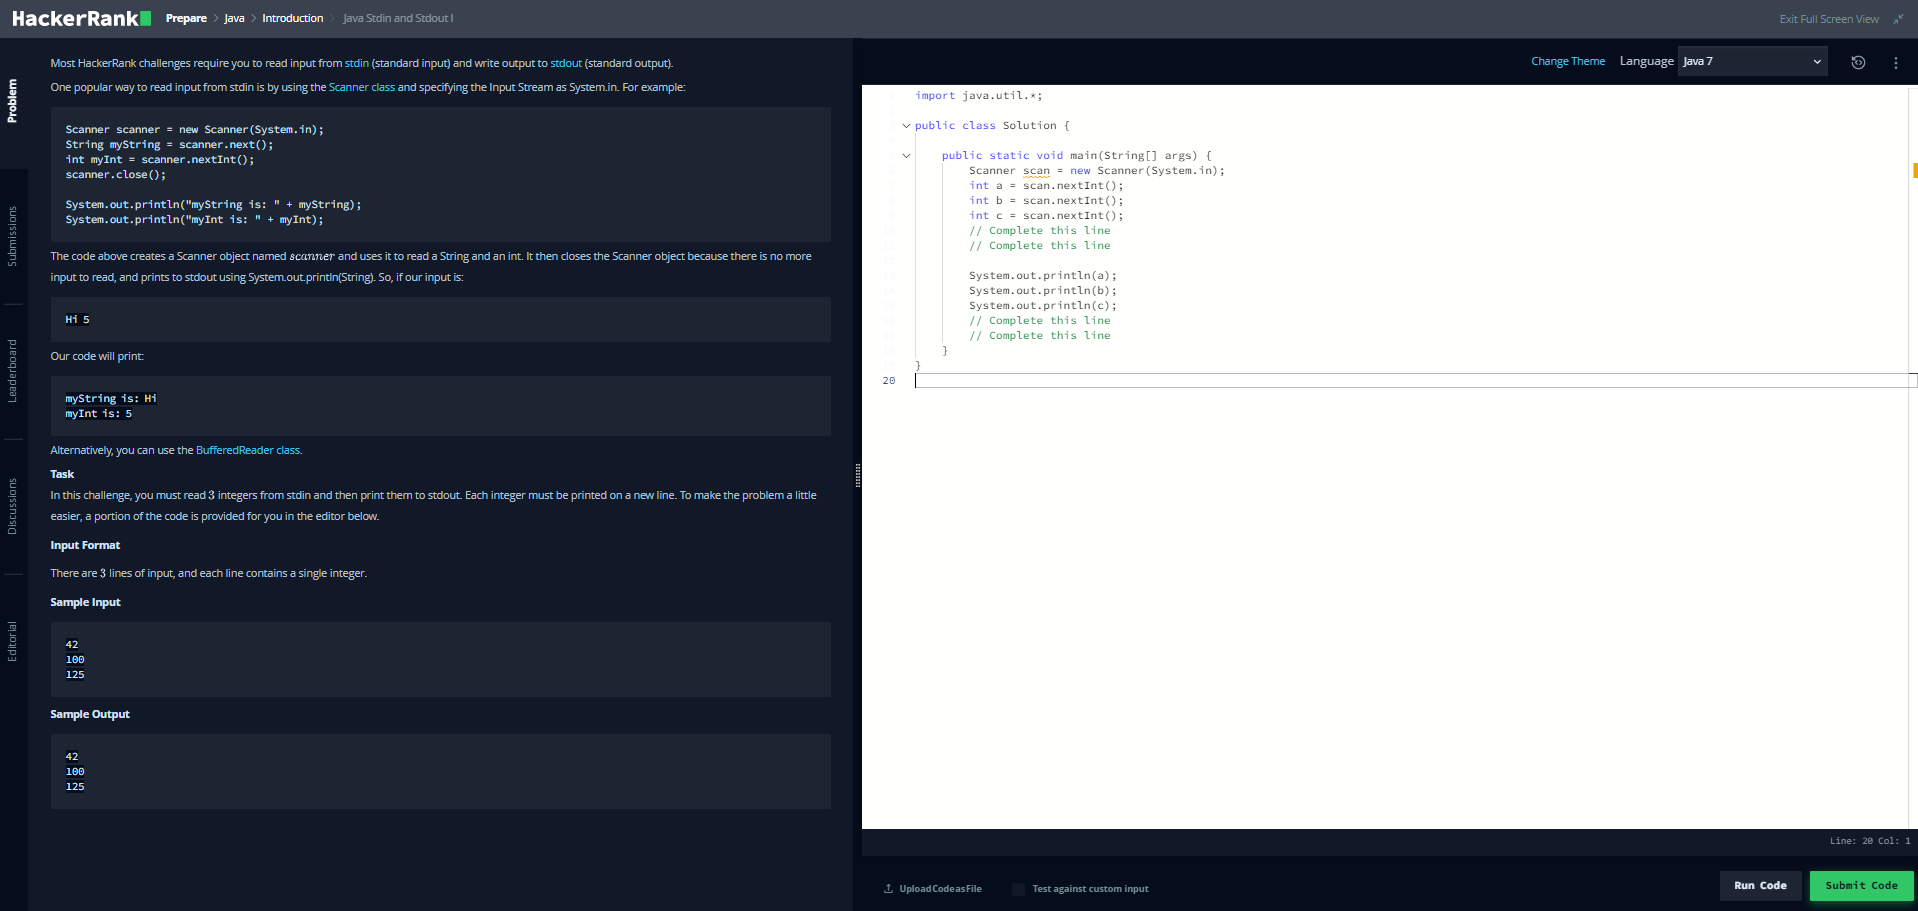 HackerRank
Prepare > Java > Introduction > Java Stdin and Stdout I
Exit Full Screen View
Problem
Submissions
Leaderboard
Discussions
Editorial
Most HackerRank challenges require you to read input from stdin (standard input) and write output to stdout (standard output).
One popular way to read input from stdin is by using the Scanner class and specifying the Input Stream as System.in. For example:
Scanner scanner = new Scanner(System.in);
String myString = scanner.next();
int myInt = scanner.nextInt();
scanner.close();
System.out.println("myString is: " + myString);
System.out.println("myInt is: " + myInt);
The code above creates a Scanner object named scanner and uses it to read a String and an int. It then closes the Scanner object because there is no more
input to read, and prints to stdout using System.out.println(String). So, if our input is:
Hi 5
Our code will print:
myString is: Hi
myInt is: 5
Alternatively, you can use the BufferedReader class.
Task
In this challenge, you must read 3 integers from stdin and then print them to stdout. Each integer must be printed on a new line. To make the problem a little
easier, a portion of the code is provided for you in the editor below.
Input Format
There are 3 lines of input, and each line contains a single integer.
Sample Input
42
100
125
Sample Output
42
100
125
Change Theme Language Java 7
import java.util.*;
public class Solution {
public static void main(String[] args) {
Scanner scan = new Scanner(System.in);
int a = scan.nextInt();
int b = scan.nextInt();
int c = scan.nextInt();
// Complete this line
// Complete this line
System.out.println(a);
System.out.println(b);
System.out.println(c);
// Complete this line
// Complete this line
}
}
20
Line: 20 Col: 1
Upload Code as File
Test against custom input
Run Code
Submit Code